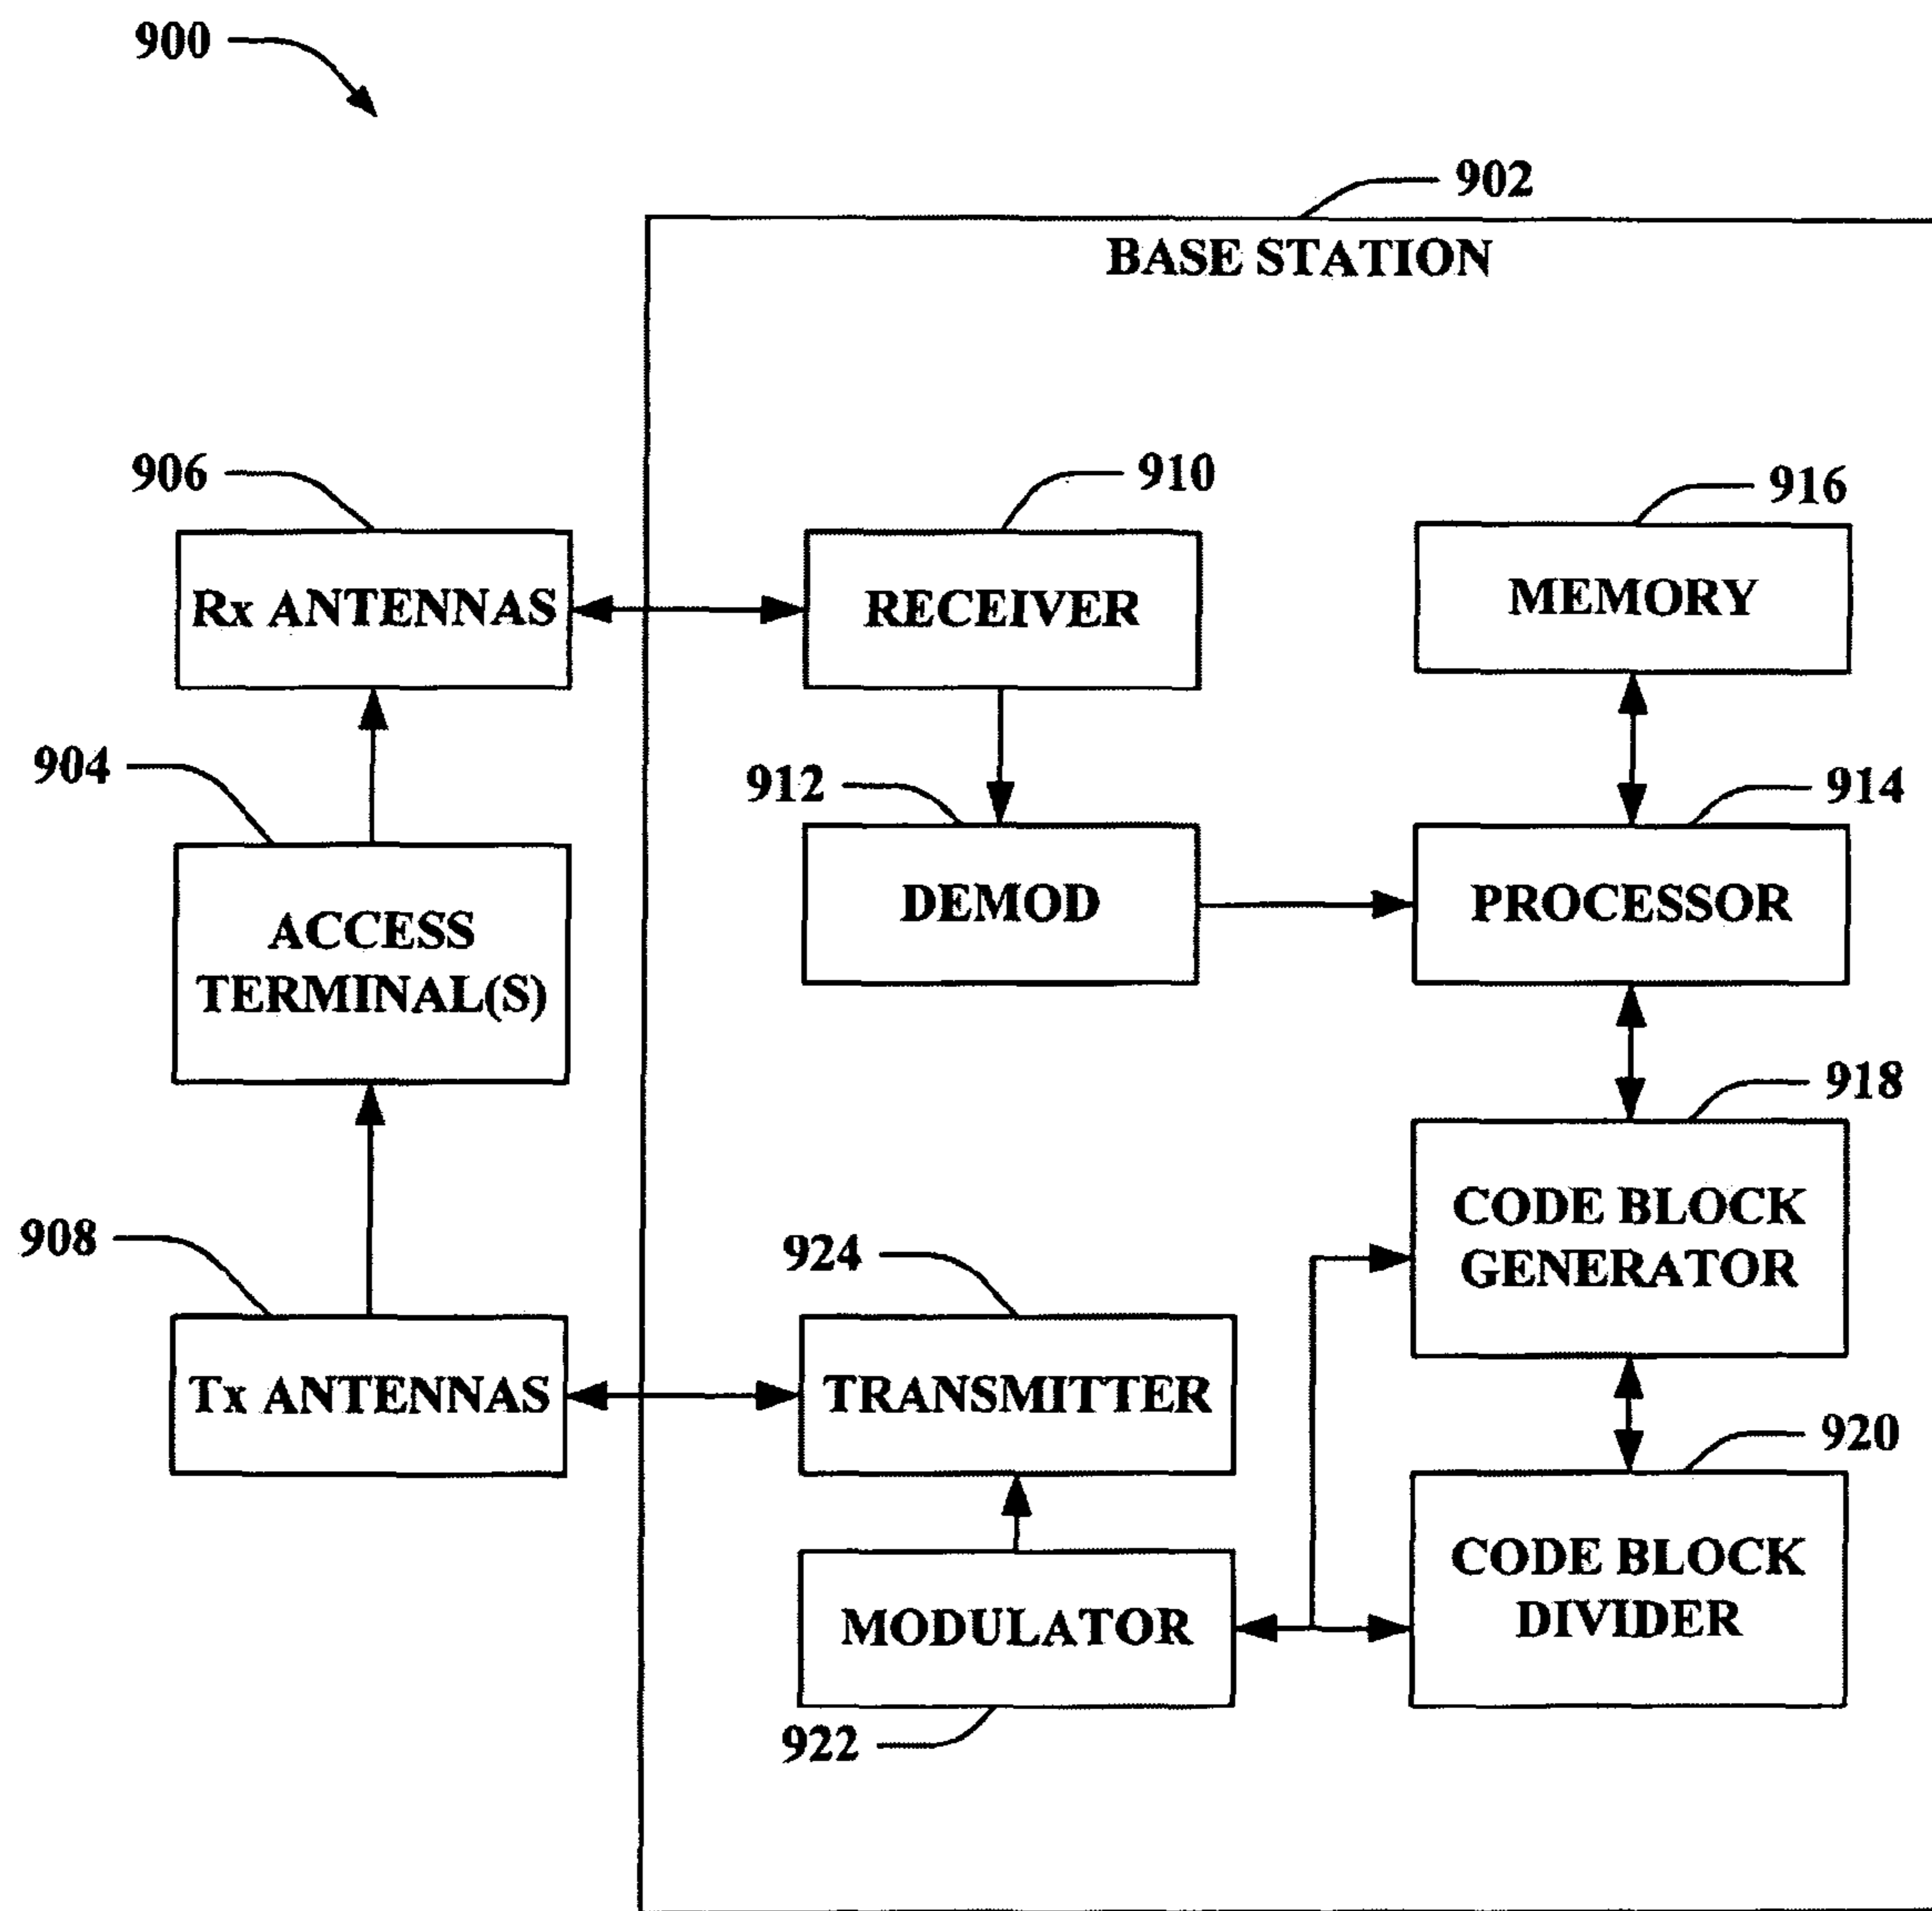 900
902
BASE STATION
906
910
916
Rx ANTENNAS
RECEIVER
MEMORY
904
912
914
ACCESS
TERMINAL(S)
DEMOD
PROCESSOR
918
908
924
CODE BLOCK
GENERATOR
Tx ANTENNAS
TRANSMITTER
920
MODULATOR
CODE BLOCK
DIVIDER
922